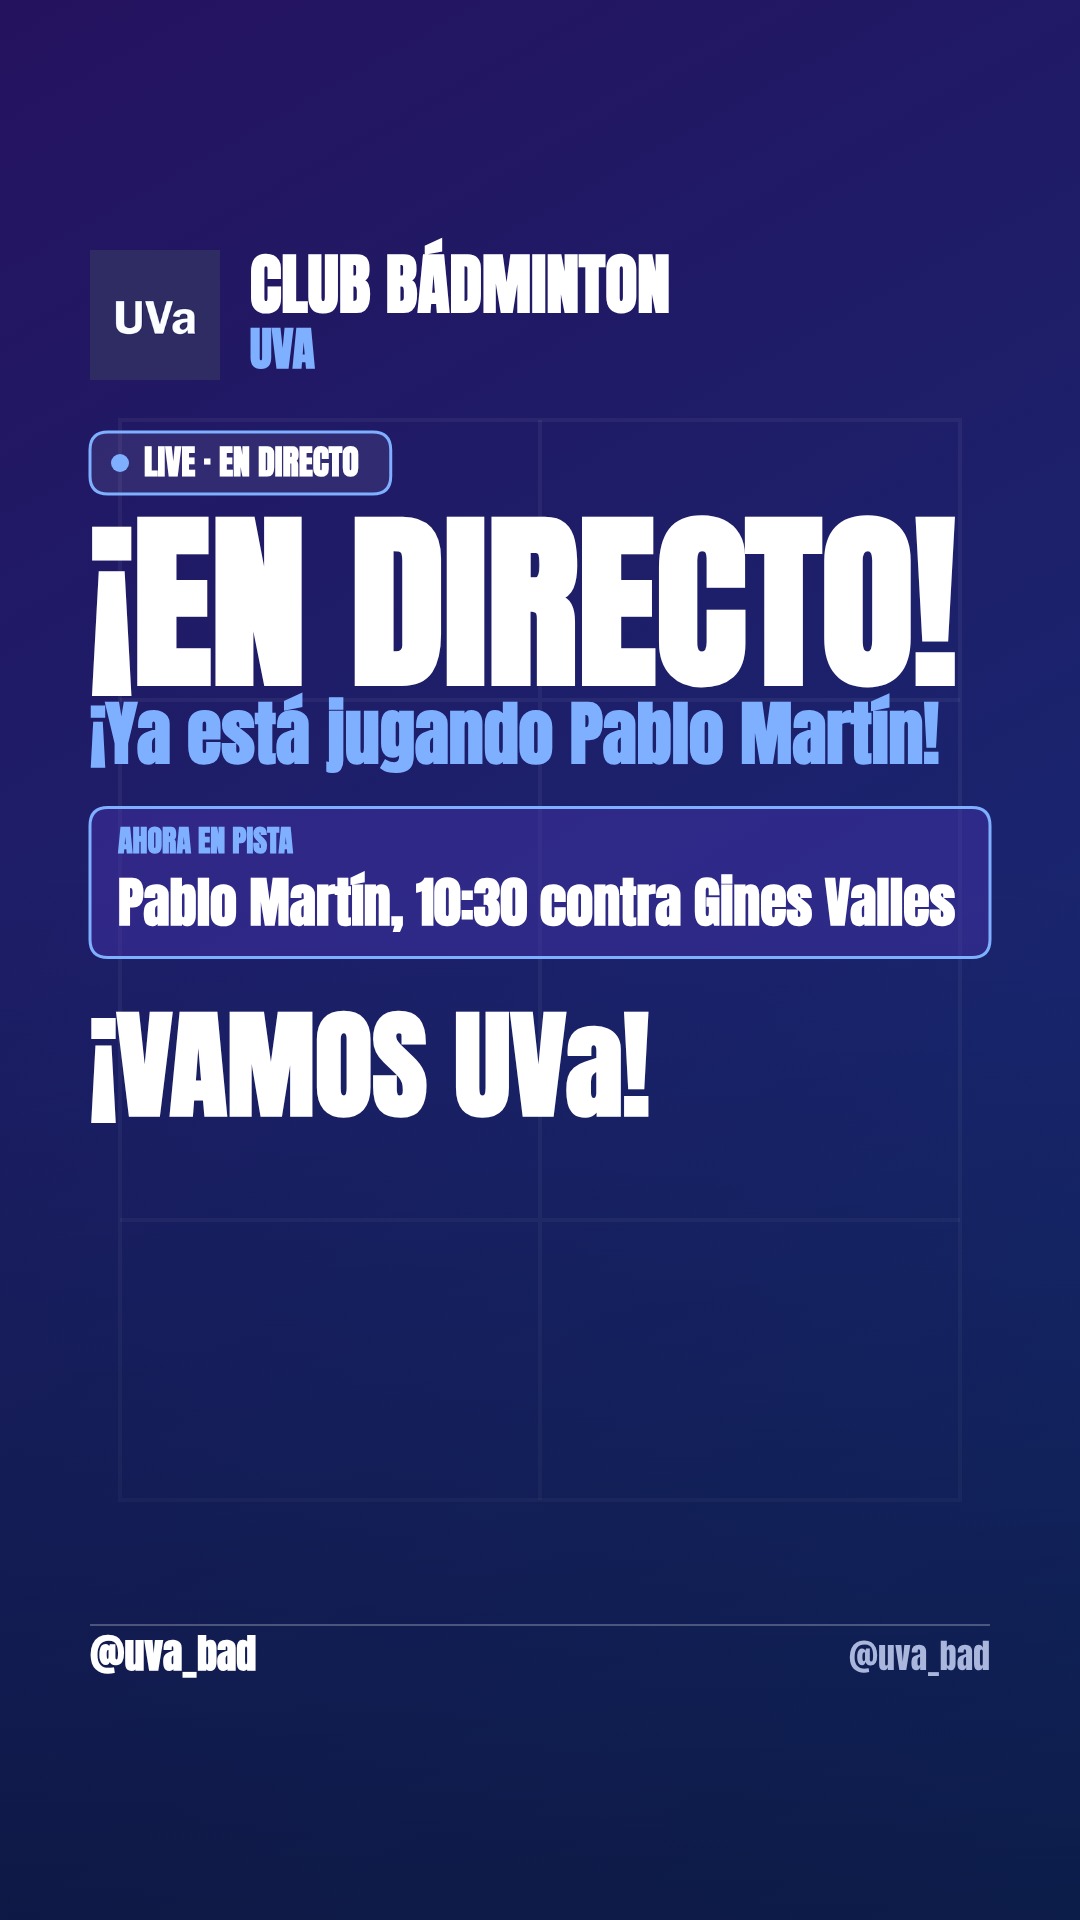 UVa
CLUB BÁDMINTON
UVA
LIVE · EN DIRECTO
¡EN DIRECTO!
¡Ya está jugando Pablo Martín!
AHORA EN PISTA
Pablo Martín, 10:30 contra Gines Valles
¡VAMOS UVa!
@uva_bad
@uva_bad